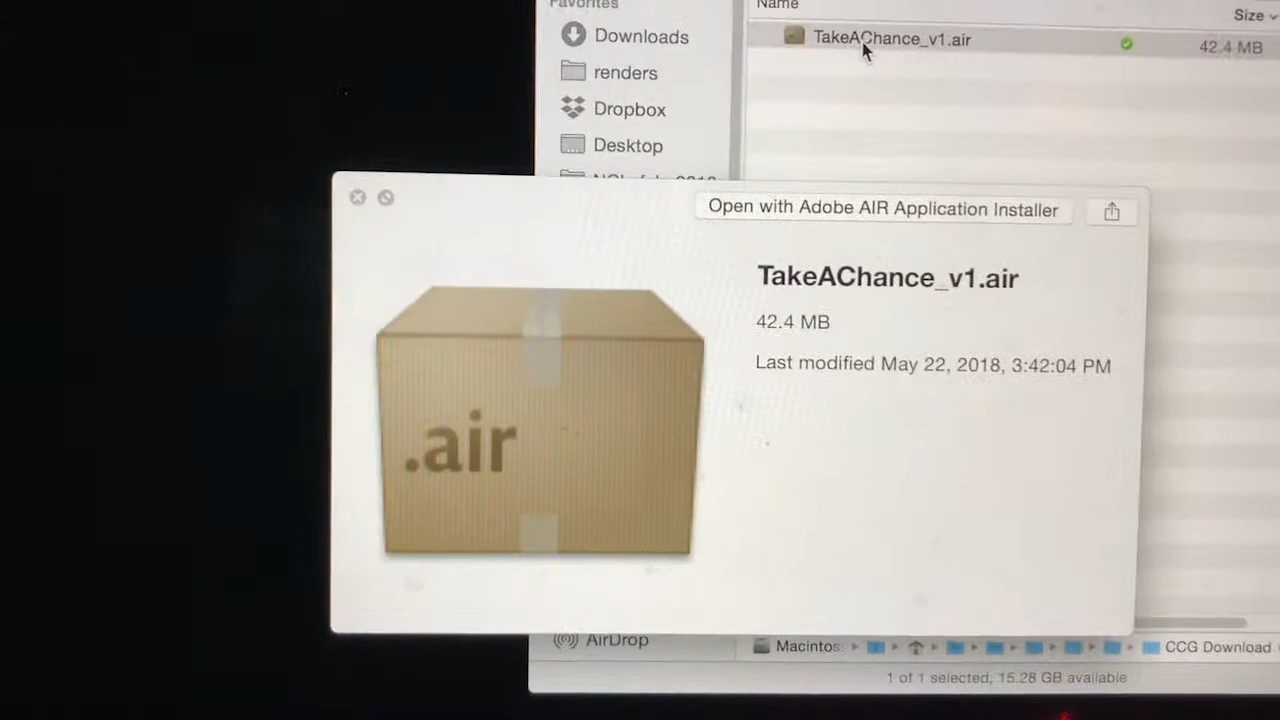 Favorites
Name
Size
Downloads
TakeAChance_v1.air
42.4 MB
renders
Dropbox
Desktop
Open with Adobe AIR Application Installer
TakeAChance_v1.air
42.4 MB
Last modified May 22, 2018, 3:42:04 PM
.air
AirDrop
Macintos
CCG Download
1 of 1 selected, 15.28 GB available